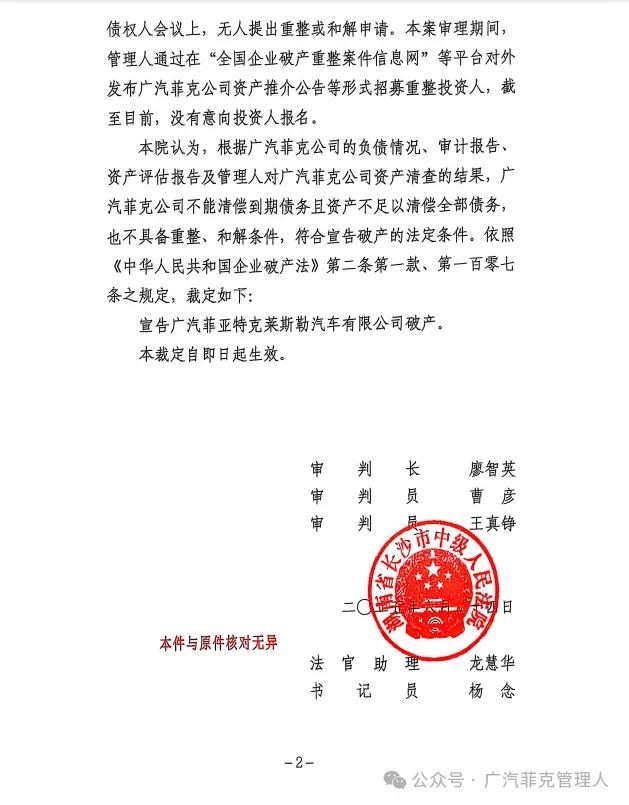 债权人会议上，无人提出重整或和解申请。本案审理期间，
管理人通过在“全国企业破产重整案件信息网”等平台对外
发布广汽菲克公司资产推介公告等形式招募重整投资人，截
至目前，没有意向投资人报名。
本院认为，根据广汽菲克公司的负债情况、审计报告、
资产评估报告及管理人对广汽菲克公司资产清查的结果，广
汽菲克公司不能清偿到期债务且资产不足以清偿全部债务，
也不具备重整、和解条件，符合宣告破产的法定条件。依照
《中华人民共和国企业破产法》第二条第一款、第一百零七
条之规定，裁定如下：
宣告广汽菲亚特克莱斯勒汽车有限公司破产。
本裁定自即日起生效。
审 判 长 廖智英
审 判 员 曹 彦
审 判 员 王真铮
湖南省长沙市中级人民法院
二〇二五年六月 十四日
本件与原件核对无异
法 官 助 理 龙慧华
书 记 员 杨 念
-2-
公众号 · 广汽菲克管理人